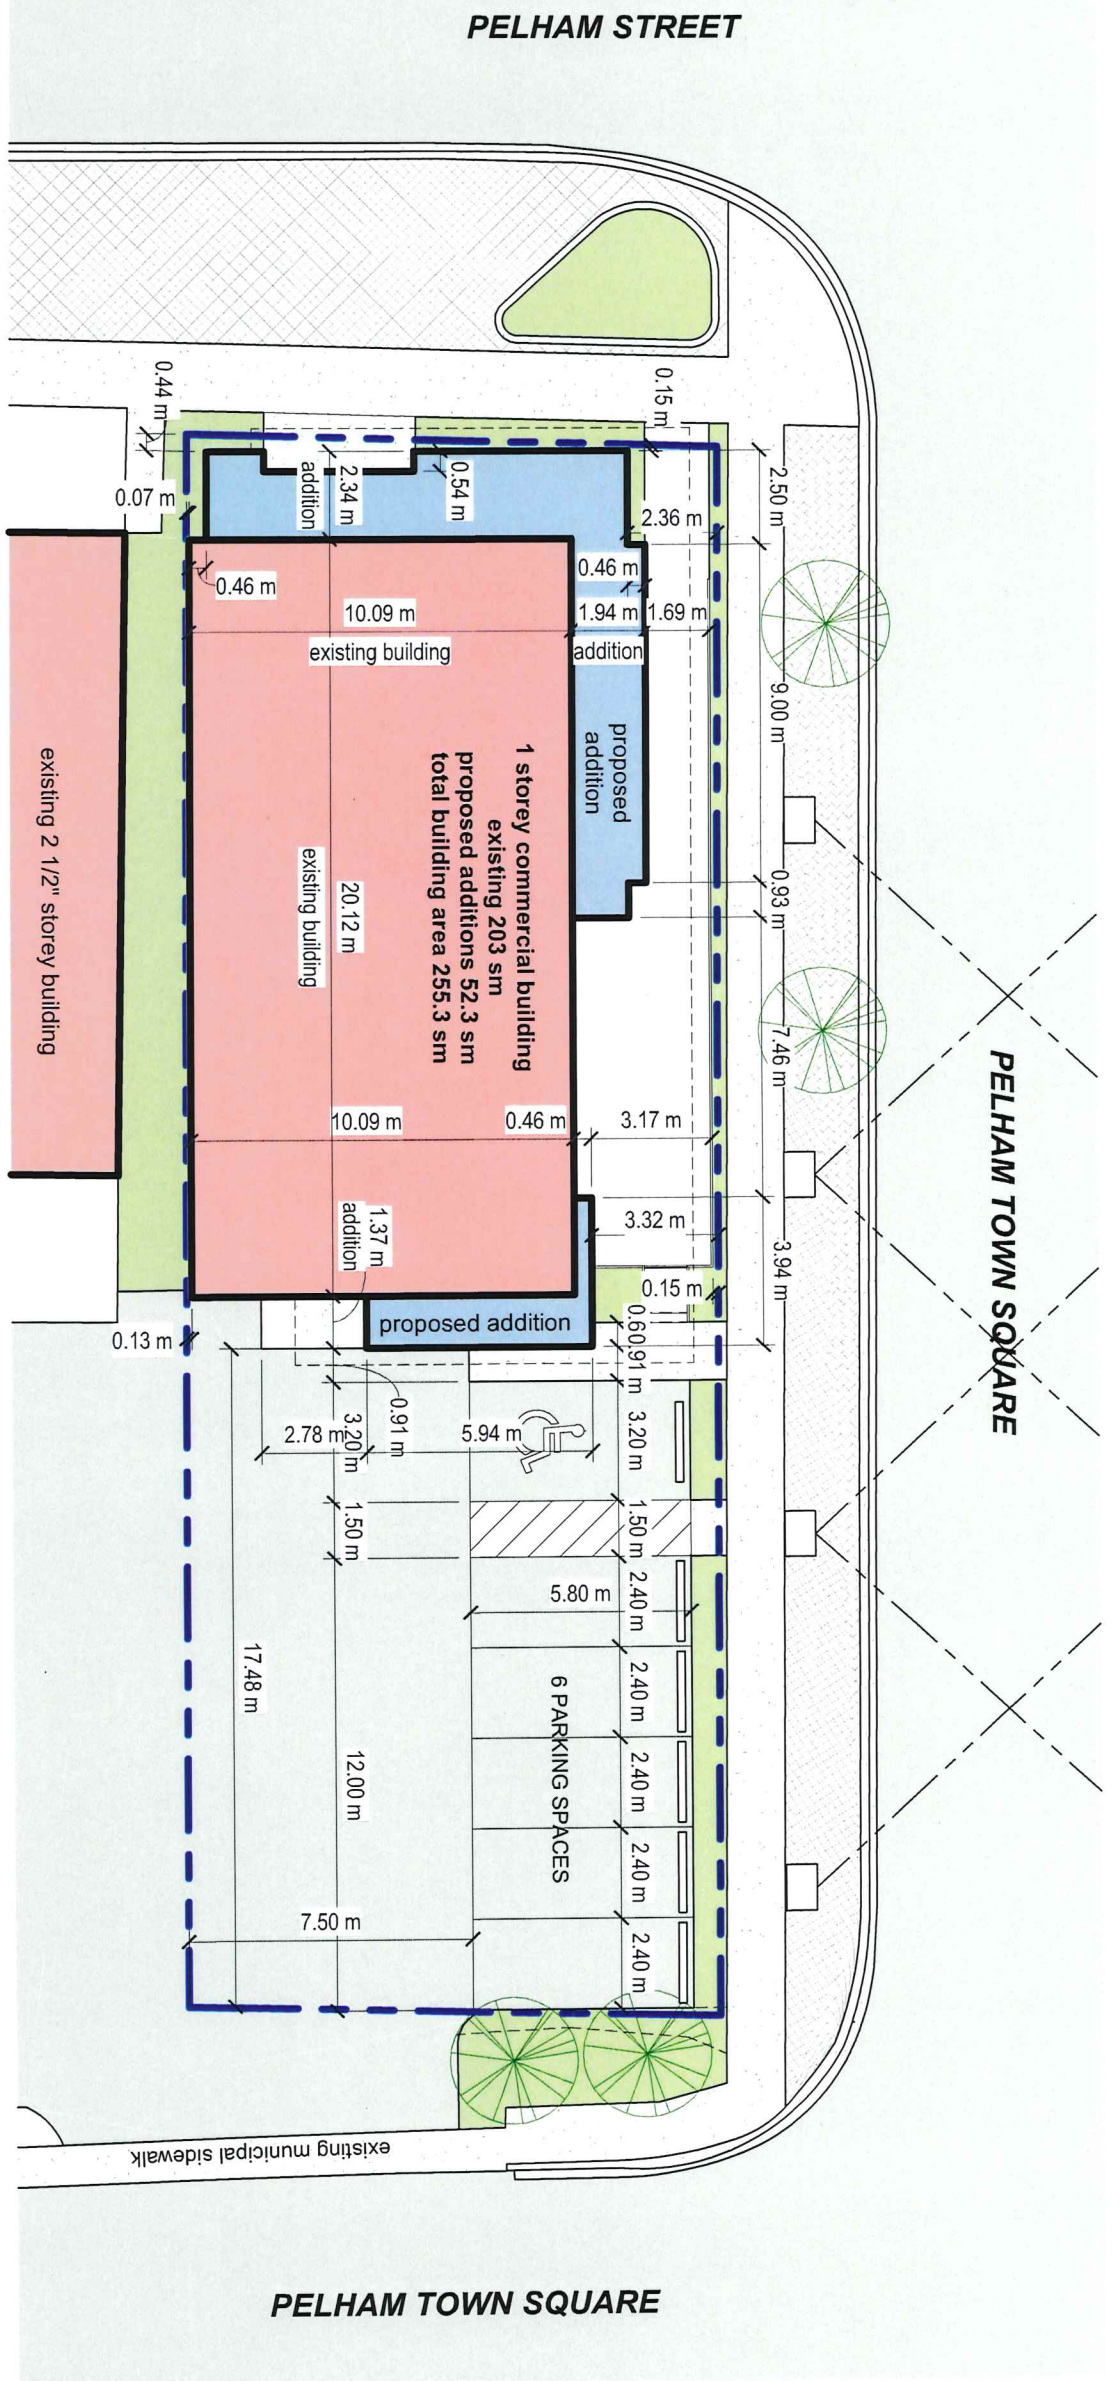 PELHAM STREET
0.44 m
0.15 m
2.50 m
2.34 m
addition
0.54 m
0.07 m
2.36 m
0.46 m
0.46 m
10.09 m
existing building
1.94 m
addition
1.69 m
9.00 m
proposed
addition
1 storey commercial building
existing 203 sm
proposed additions 52.3 sm
total building area 255.3 sm
existing 2 1/2" storey building
20.12 m
existing building
0.93 m
7.46 m
PELHAM TOWN SQUARE
10.09 m
0.46 m
3.17 m
1.37 m
addition
3.32 m
3.94 m
0.15 m
proposed addition
0.13 m
0.60
0.91 m
0.91 m
2.78 m
3.20 m
5.94 m
3.20 m
1.50 m
1.50 m
5.80 m
2.40 m
17.48 m
2.40 m
6 PARKING SPACES
12.00 m
2.40 m
2.40 m
7.50 m
2.40 m
existing municipal sidewalk
PELHAM TOWN SQUARE